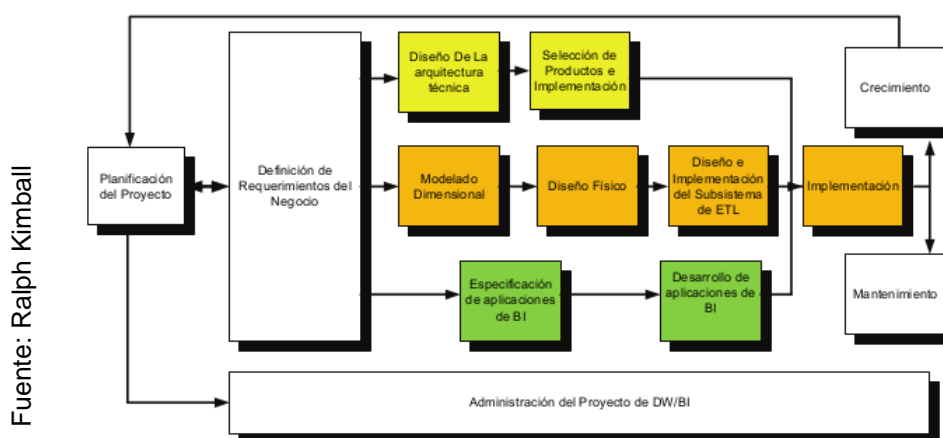 Fuente: Ralph Kimball
Planificación
del Proyecto
Definición de
Requerimientos del
Negocio
Diseño De La
arquitectura
técnica
Selección de
Productos e
Implementación
Modelado
Dimensional
Diseño Físico
Diseño e
Implementación
del Subsistema
de ETL
Implementación
Especificación
de aplicaciones
de BI
Desarrollo de
aplicaciones de
BI
Crecimiento
Mantenimiento
Administración del Proyecto de DW/BI